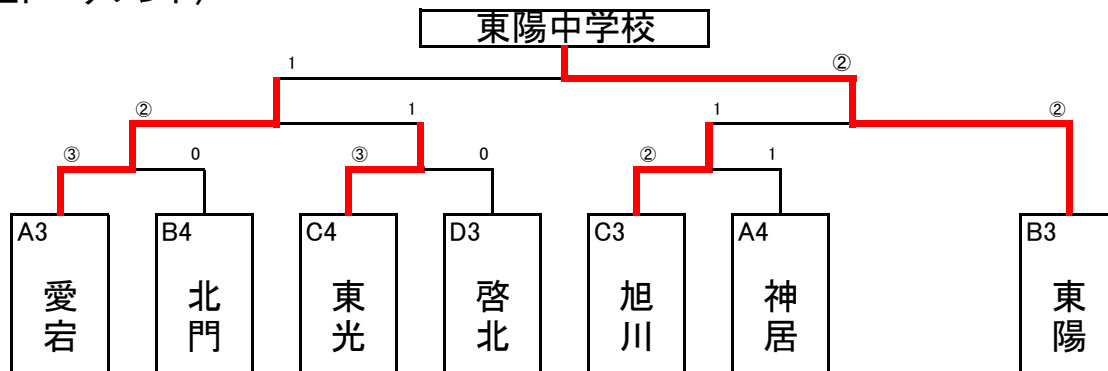 東陽中学校
1 ②
② 1 1 ②
③ 0 ③ 0 ② 1
A3 B4 C4 D3 C3 A4 B3
愛宕 北門 東光 啓北 旭川 神居 東陽